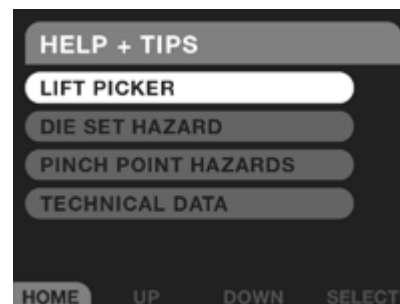 HELP + TIPS
LIFT PICKER
DIE SET HAZARD
PINCH POINT HAZARDS
TECHNICAL DATA
HOME UP DOWN SELECT